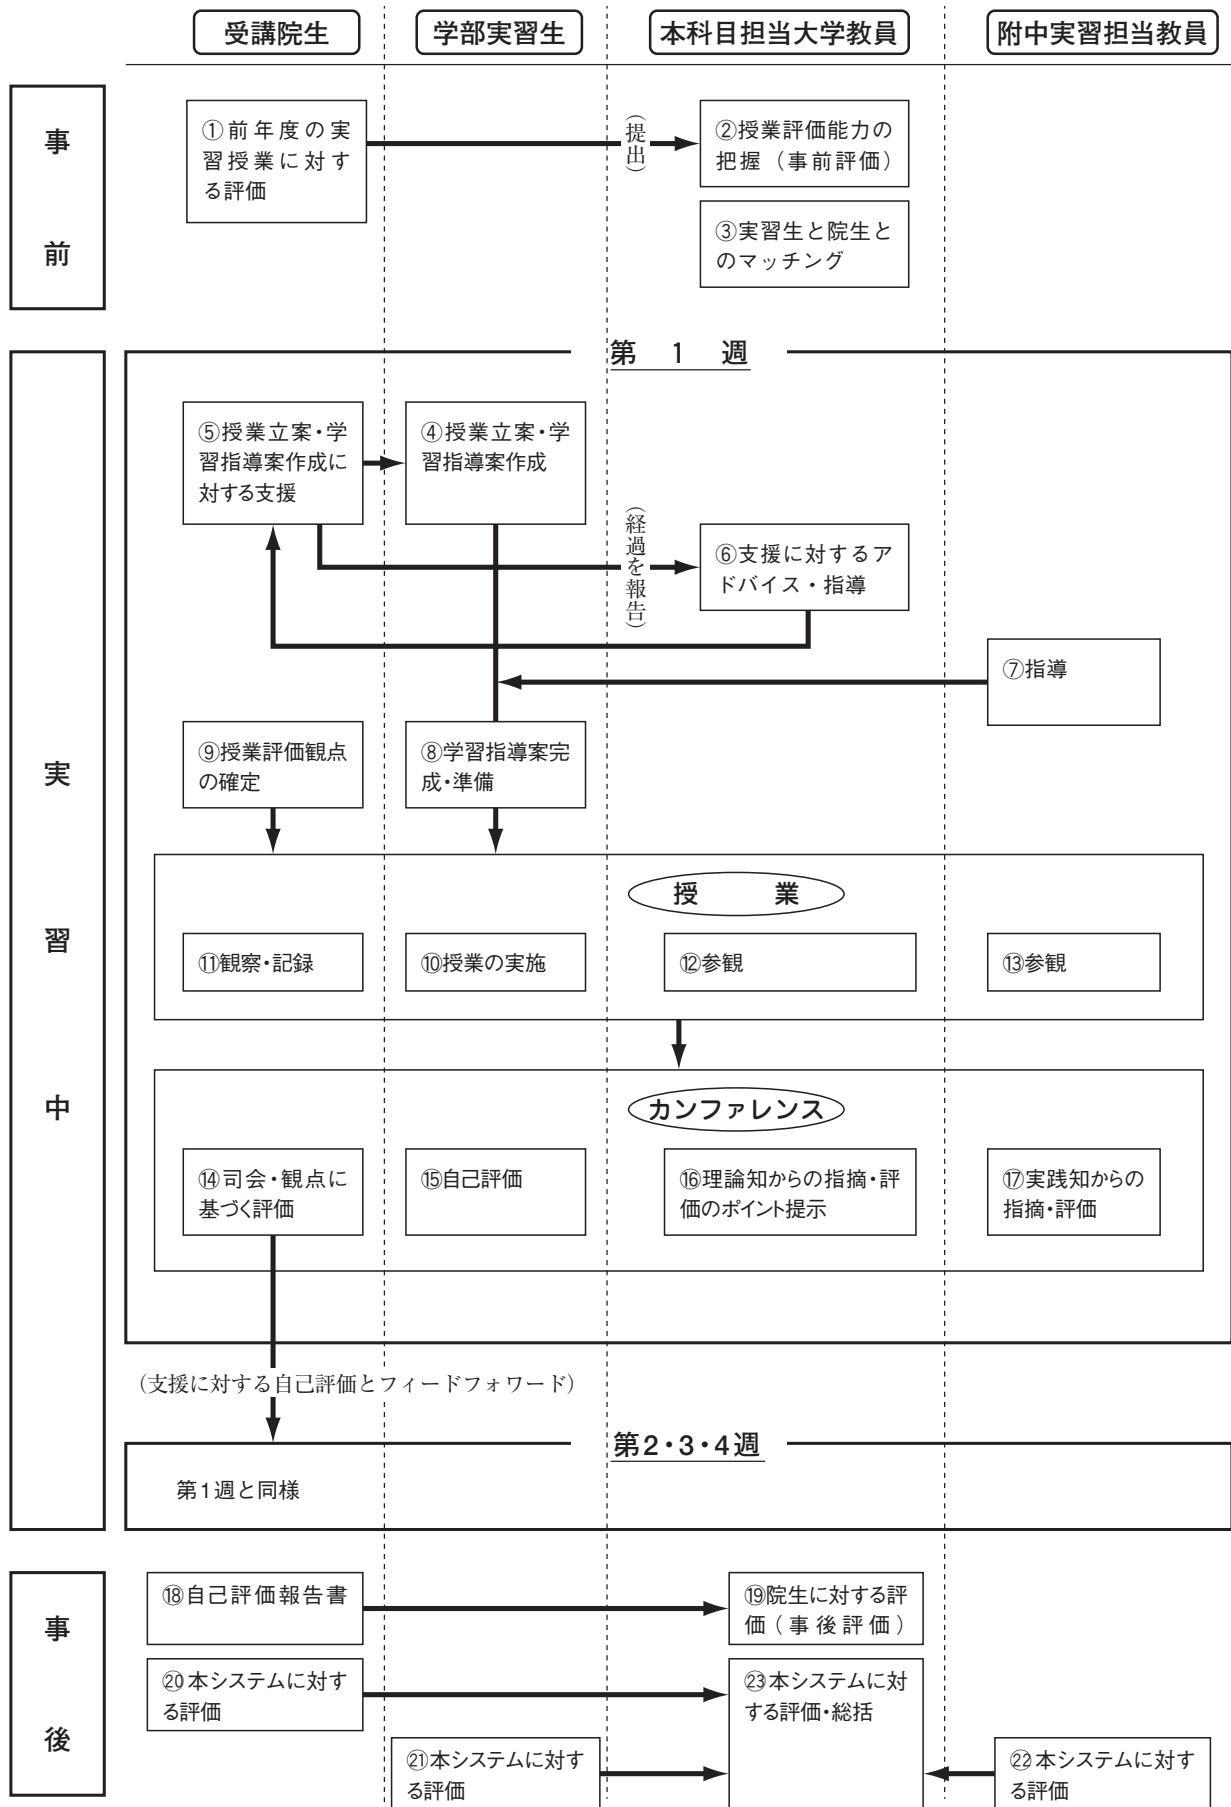 受講院生
学部実習生
本科目担当大学教員
附中実習担当教員
事前
①前年度の実
習授業に対す
る評価
（提出）
②授業評価能力の
把握（事前評価）
③実習生と院生と
のマッチング
実習中
第 1 週
⑤授業立案・学
習指導案作成に
対する支援
④授業立案・学
習指導案作成
（経過を報告）
⑥支援に対するア
ドバイス・指導
⑦指導
⑨授業評価観点
の確定
⑧学習指導案完
成・準備
授 業
⑪観察・記録
⑩授業の実施
⑫参観
⑬参観
カンファレンス
⑭司会・観点に
基づく評価
⑮自己評価
⑯理論知からの指摘・評
価のポイント提示
⑰実践知からの
指摘・評価
（支援に対する自己評価とフィードフォワード）
第2・3・4週
第1週と同様
事後
⑱自己評価報告書
⑲院生に対する評
価（事後評価）
⑳本システムに対す
る評価
㉓本システムに対
する評価・総括
㉑本システムに対す
る評価
㉒本システムに対す
る評価